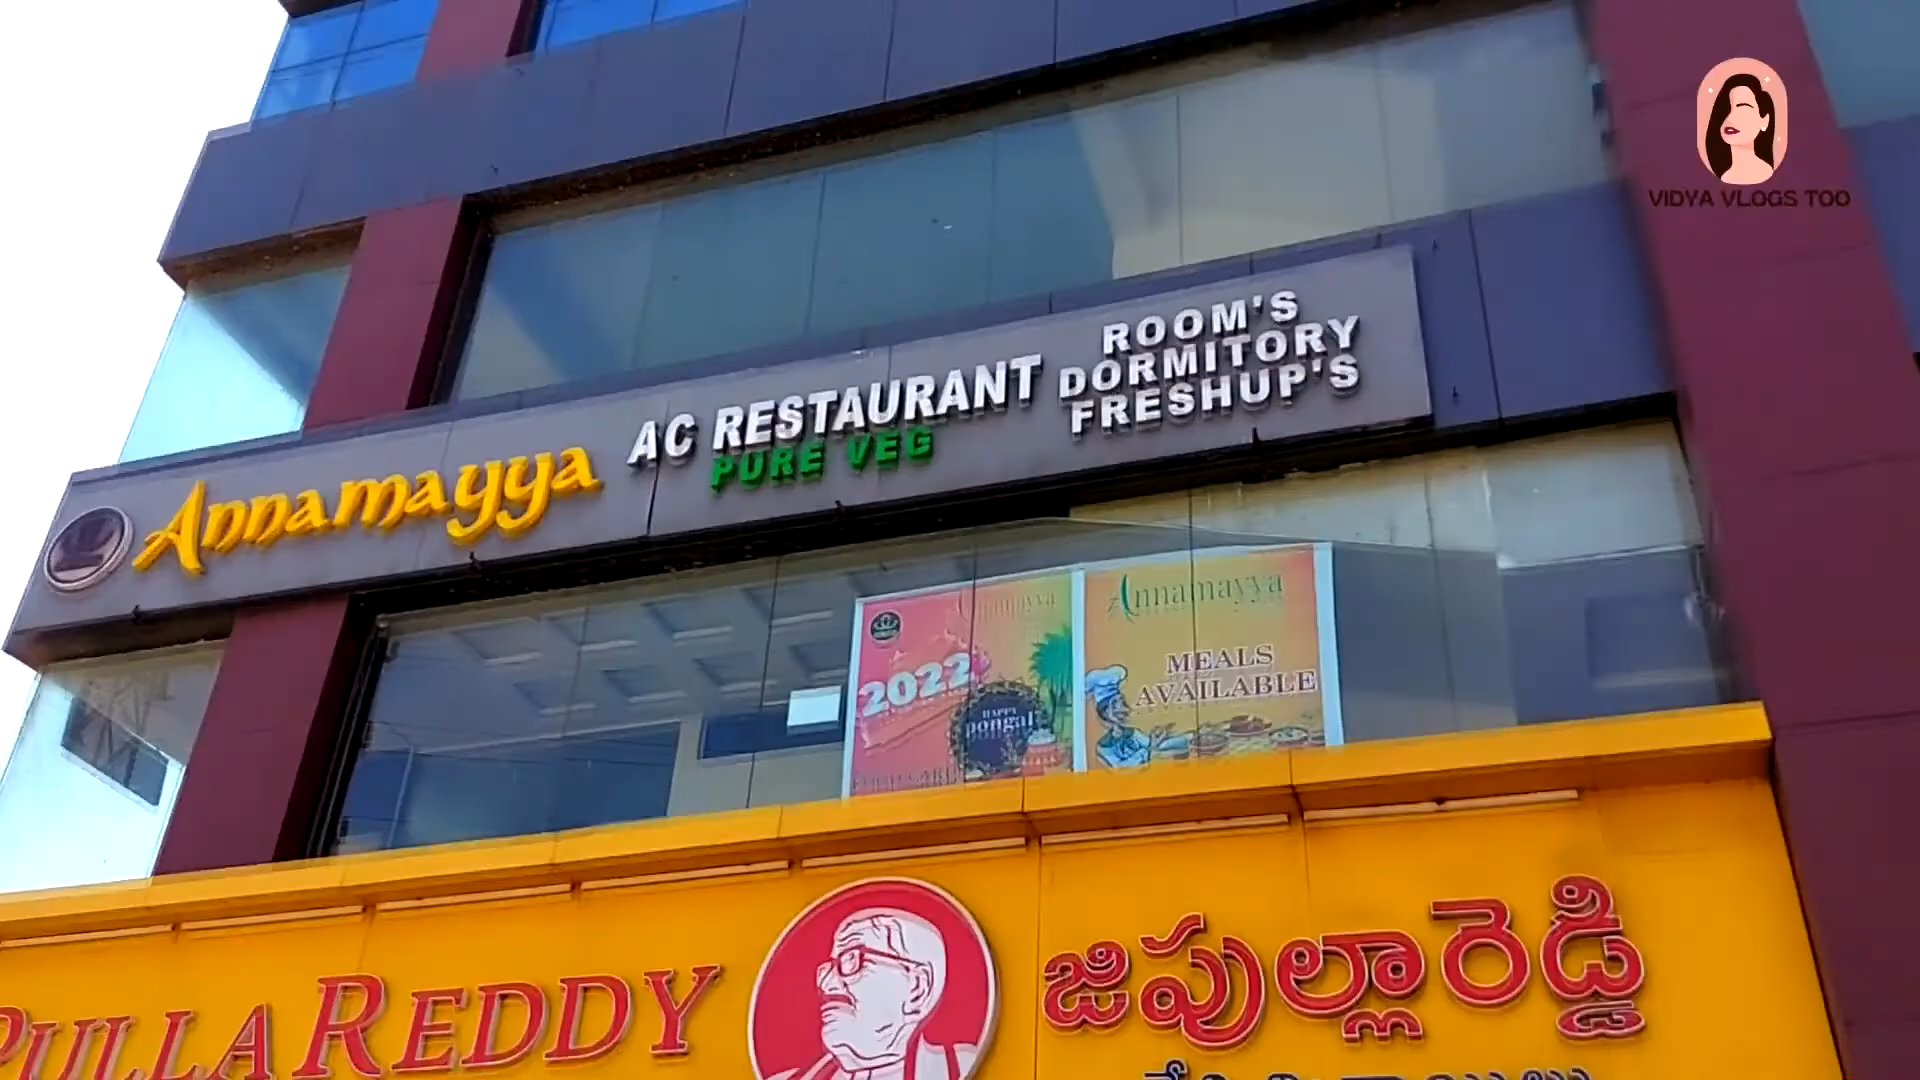 VIDYA VLOGS TOO
Annamayya
AC RESTAURANT
PURE VEG
ROOM'S
DORMITORY
FRESHUP'S
Annamayya
2022
HAPPY
pongal
Annamayya
MEALS
AVAILABLE
PULLA REDDY
జిపుల్లారెడ్డి